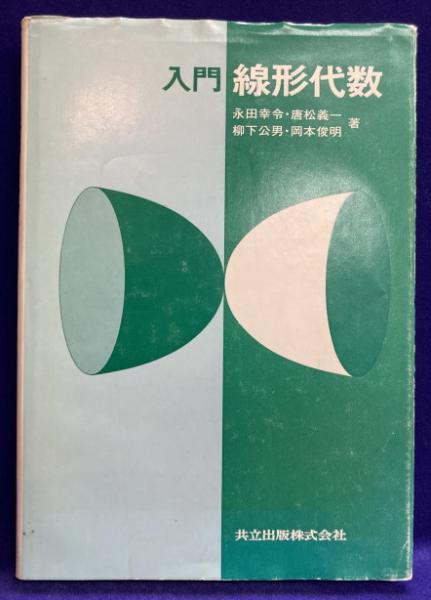 入門 線形代数
永田幸令・唐松義一
柳下公男・岡本俊明 著
共立出版株式会社